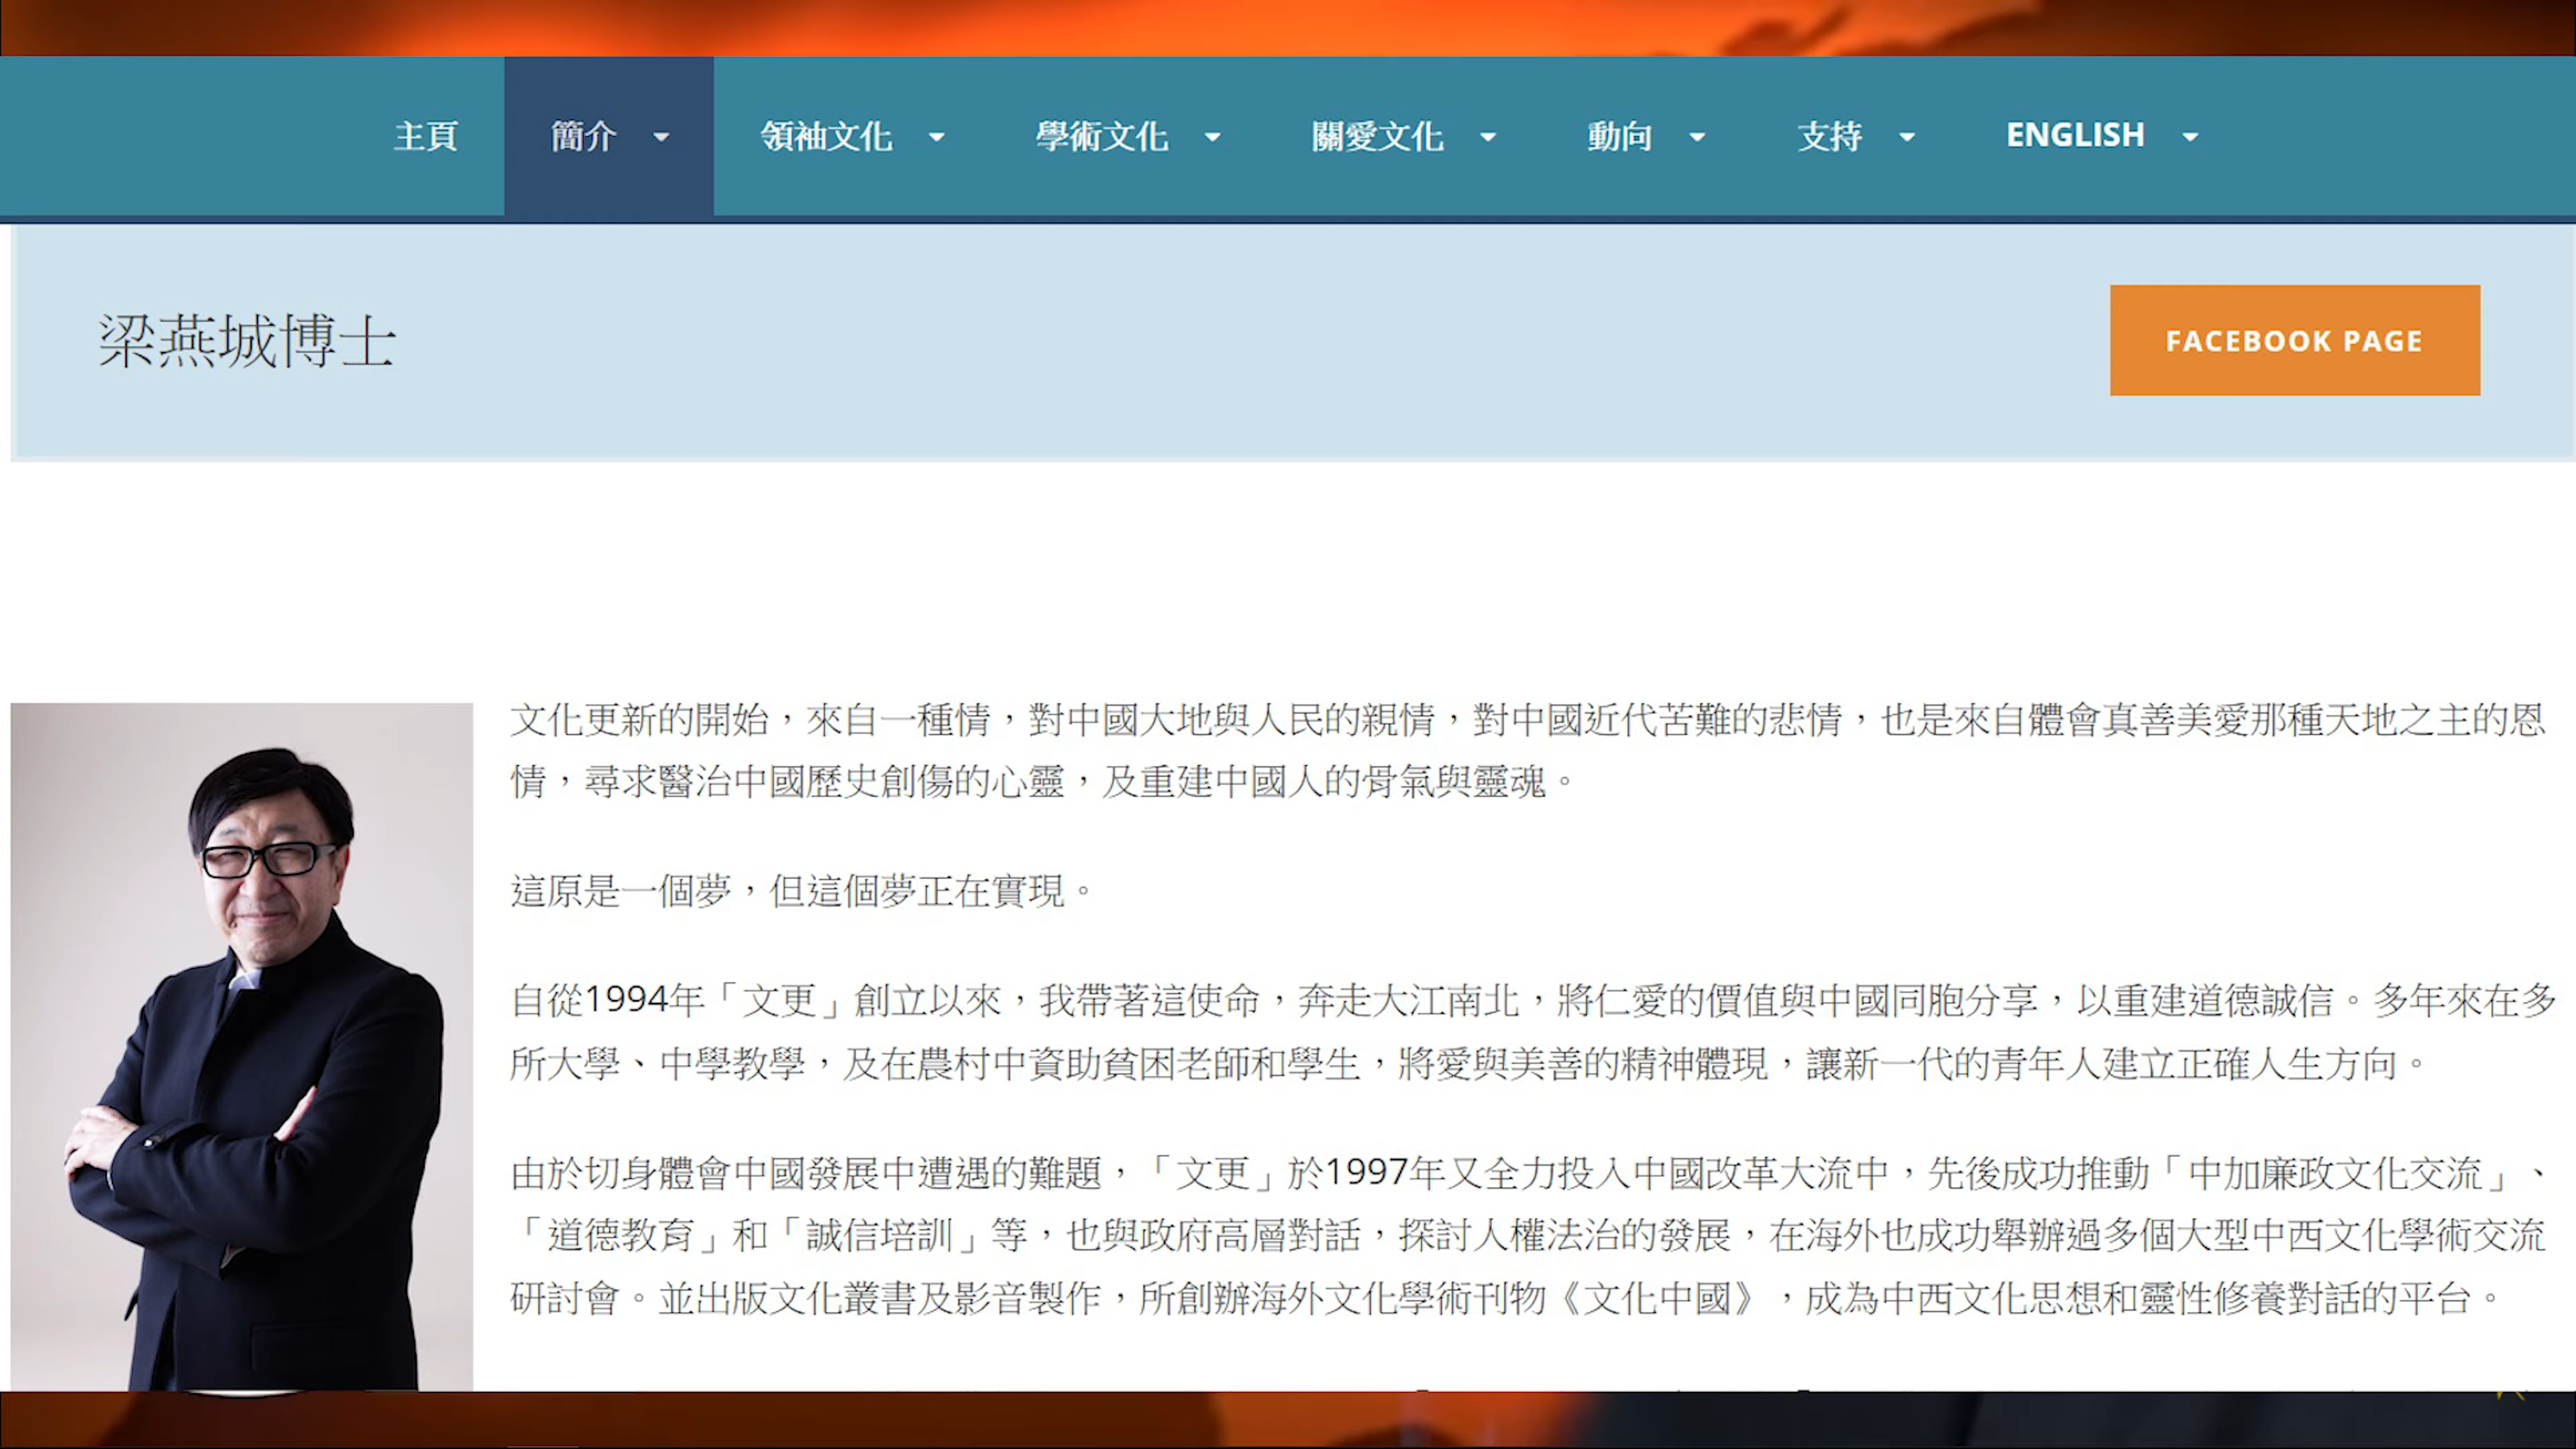 主頁 簡介 領袖文化 學術文化 關愛文化 動向 支持 ENGLISH
梁燕城博士
FACEBOOK PAGE
文化更新的開始，來自一種情，對中國大地與人民的親情，對中國近代苦難的悲情，也是來自體會真善美愛那種天地之主的恩
情，尋求醫治中國歷史創傷的心靈，及重建中國人的骨氣與靈魂。
這原是一個夢，但這個夢正在實現。
自從1994年「文更」創立以來，我帶著這使命，奔走大江南北，將仁愛的價值與中國同胞分享，以重建道德誠信。多年來在多
所大學、中學教學，及在農村中資助貧困老師和學生，將愛與美善的精神體現，讓新一代的青年人建立正確人生方向。
由於切身體會中國發展中遭遇的難題，「文更」於1997年又全力投入中國改革大流中，先後成功推動「中加廉政文化交流」、
「道德教育」和「誠信培訓」等，也與政府高層對話，探討人權法治的發展，在海外也成功舉辦過多個大型中西文化學術交流
研討會。並出版文化叢書及影音製作，所創辦海外文化學術刊物《文化中國》，成為中西文化思想和靈性修養對話的平台。